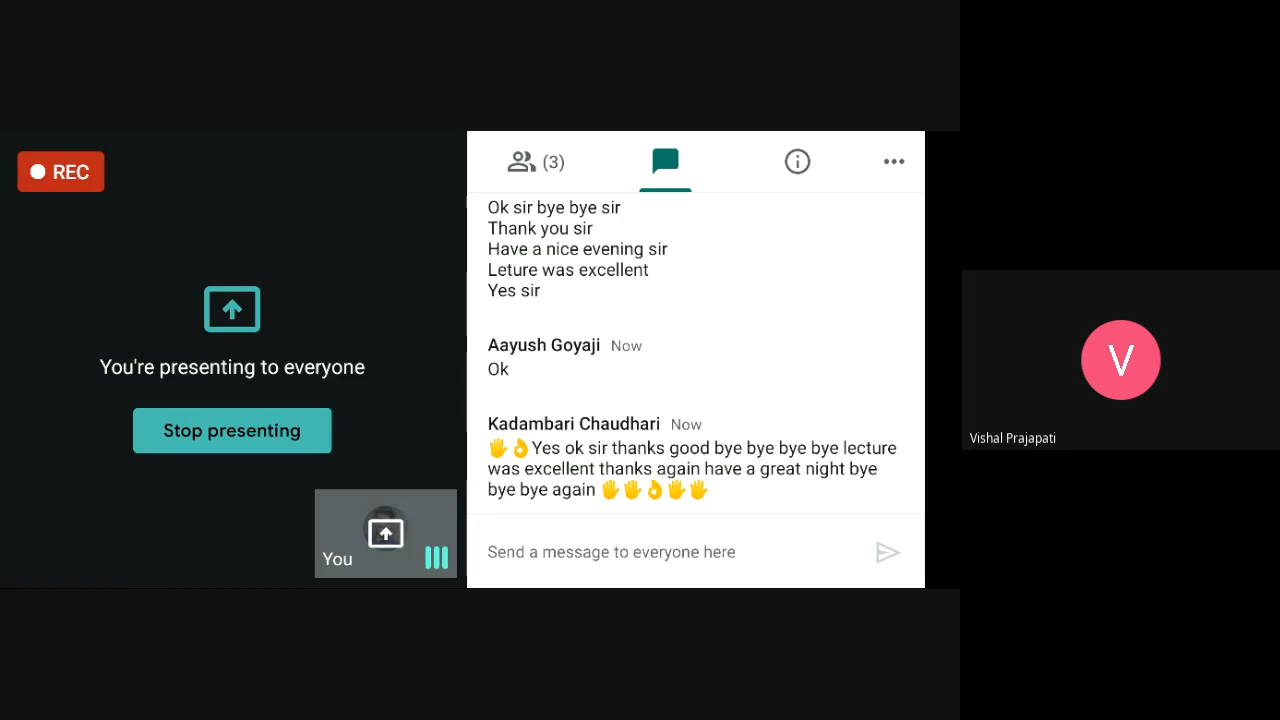 REC
You're presenting to everyone
Stop presenting
You
(3)
Ok sir bye bye sir
Thank you sir
Have a nice evening sir
Leture was excellent
Yes sir
Aayush Goyaji Now
Ok
Kadambari Chaudhari Now
🖐👌Yes ok sir thanks good bye bye bye bye lecture
was excellent thanks again have a great night bye
bye bye again 🖐🖐👌🖐🖐
Send a message to everyone here
V
Vishal Prajapati